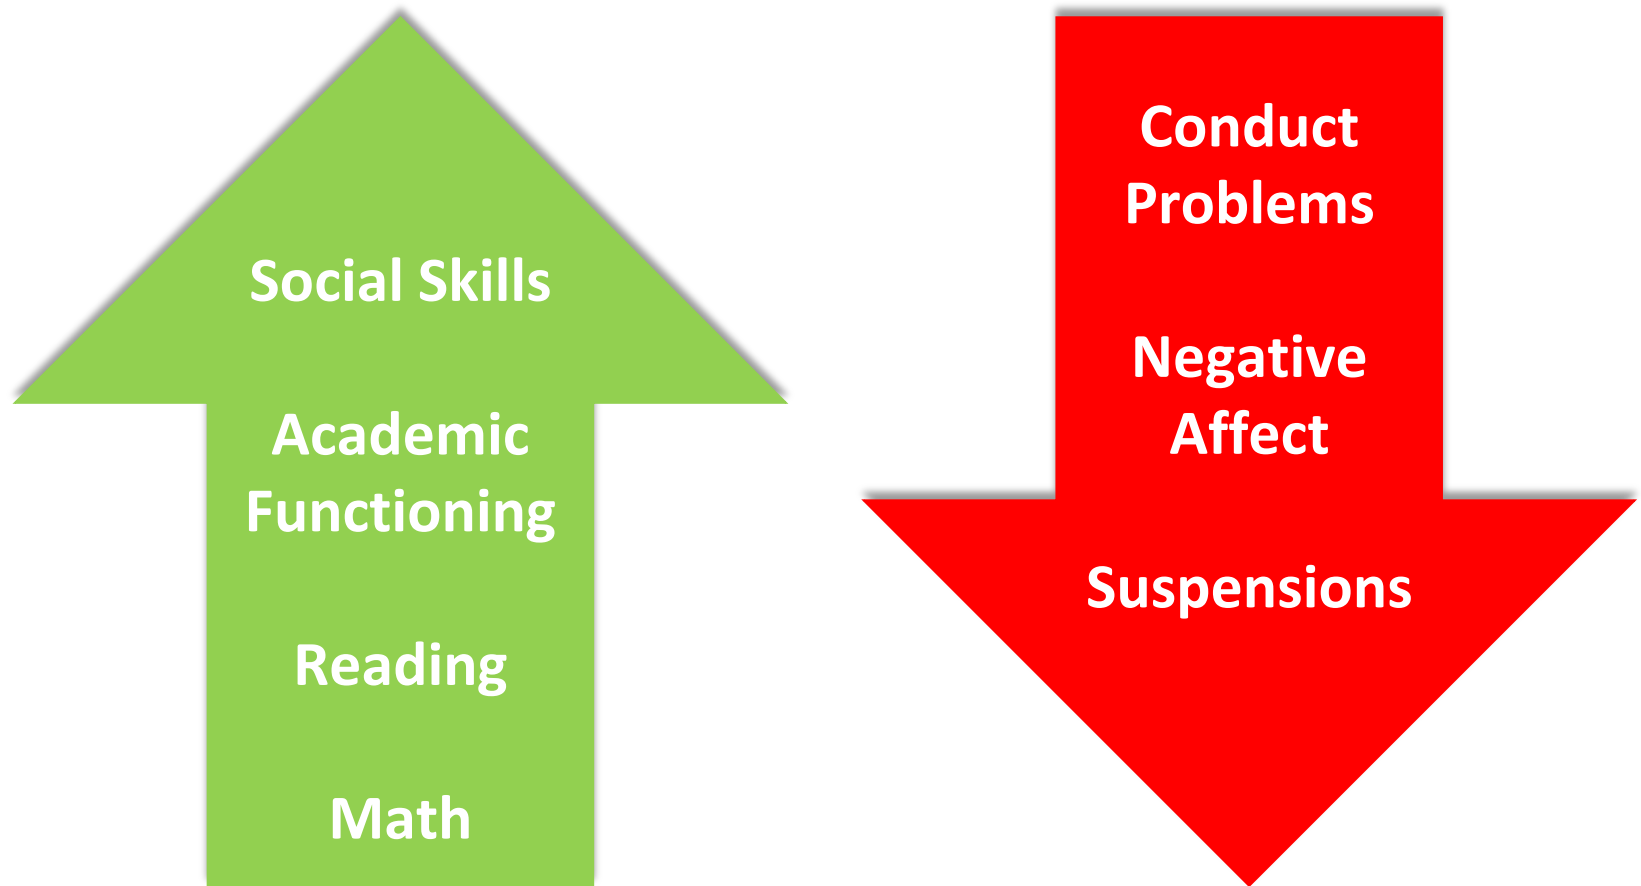 Social Skills
Academic
Functioning
Reading
Math
Conduct
Problems
Negative
Affect
Suspensions